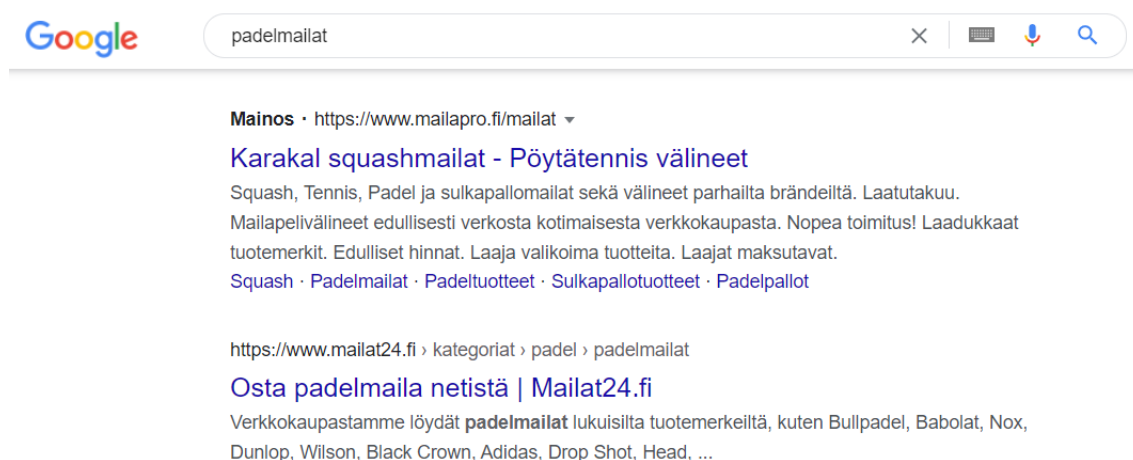 Google
padelmailat
Mainos · https://www.mailapro.fi/mailat
Karakal squashmailat - Pöytätennis välineet
Squash, Tennis, Padel ja sulkapallomailat sekä välineet parhailta brändeiltä. Laatutakuu.
Mailapelivälineet edullisesti verkosta kotimaisesta verkkokaupasta. Nopea toimitus! Laadukkaat
tuotemerkit. Edulliset hinnat. Laaja valikoima tuotteita. Laajat maksutavat.
Squash · Padelmailat · Padeltuotteet · Sulkapallotuotteet · Padelpallot
https://www.mailat24.fi › kategoriat › padel › padelmailat
Osta padelmaila netistä | Mailat24.fi
Verkkokaupastamme löydät padelmailat lukuisilta tuotemerkeiltä, kuten Bullpadel, Babolat, Nox,
Dunlop, Wilson, Black Crown, Adidas, Drop Shot, Head, ...